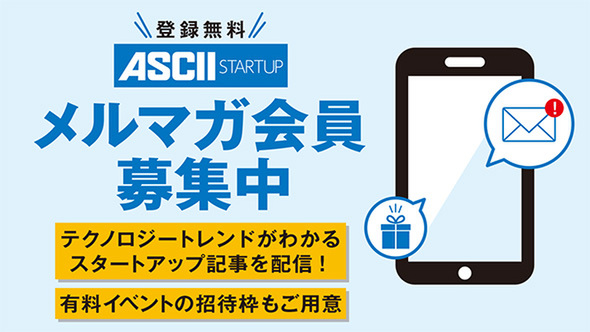 登録無料
ASCII STARTUP
メルマガ会員
募集中
テクノロジートレンドがわかる
スタートアップ記事を配信！
有料イベントの招待枠もご用意
!